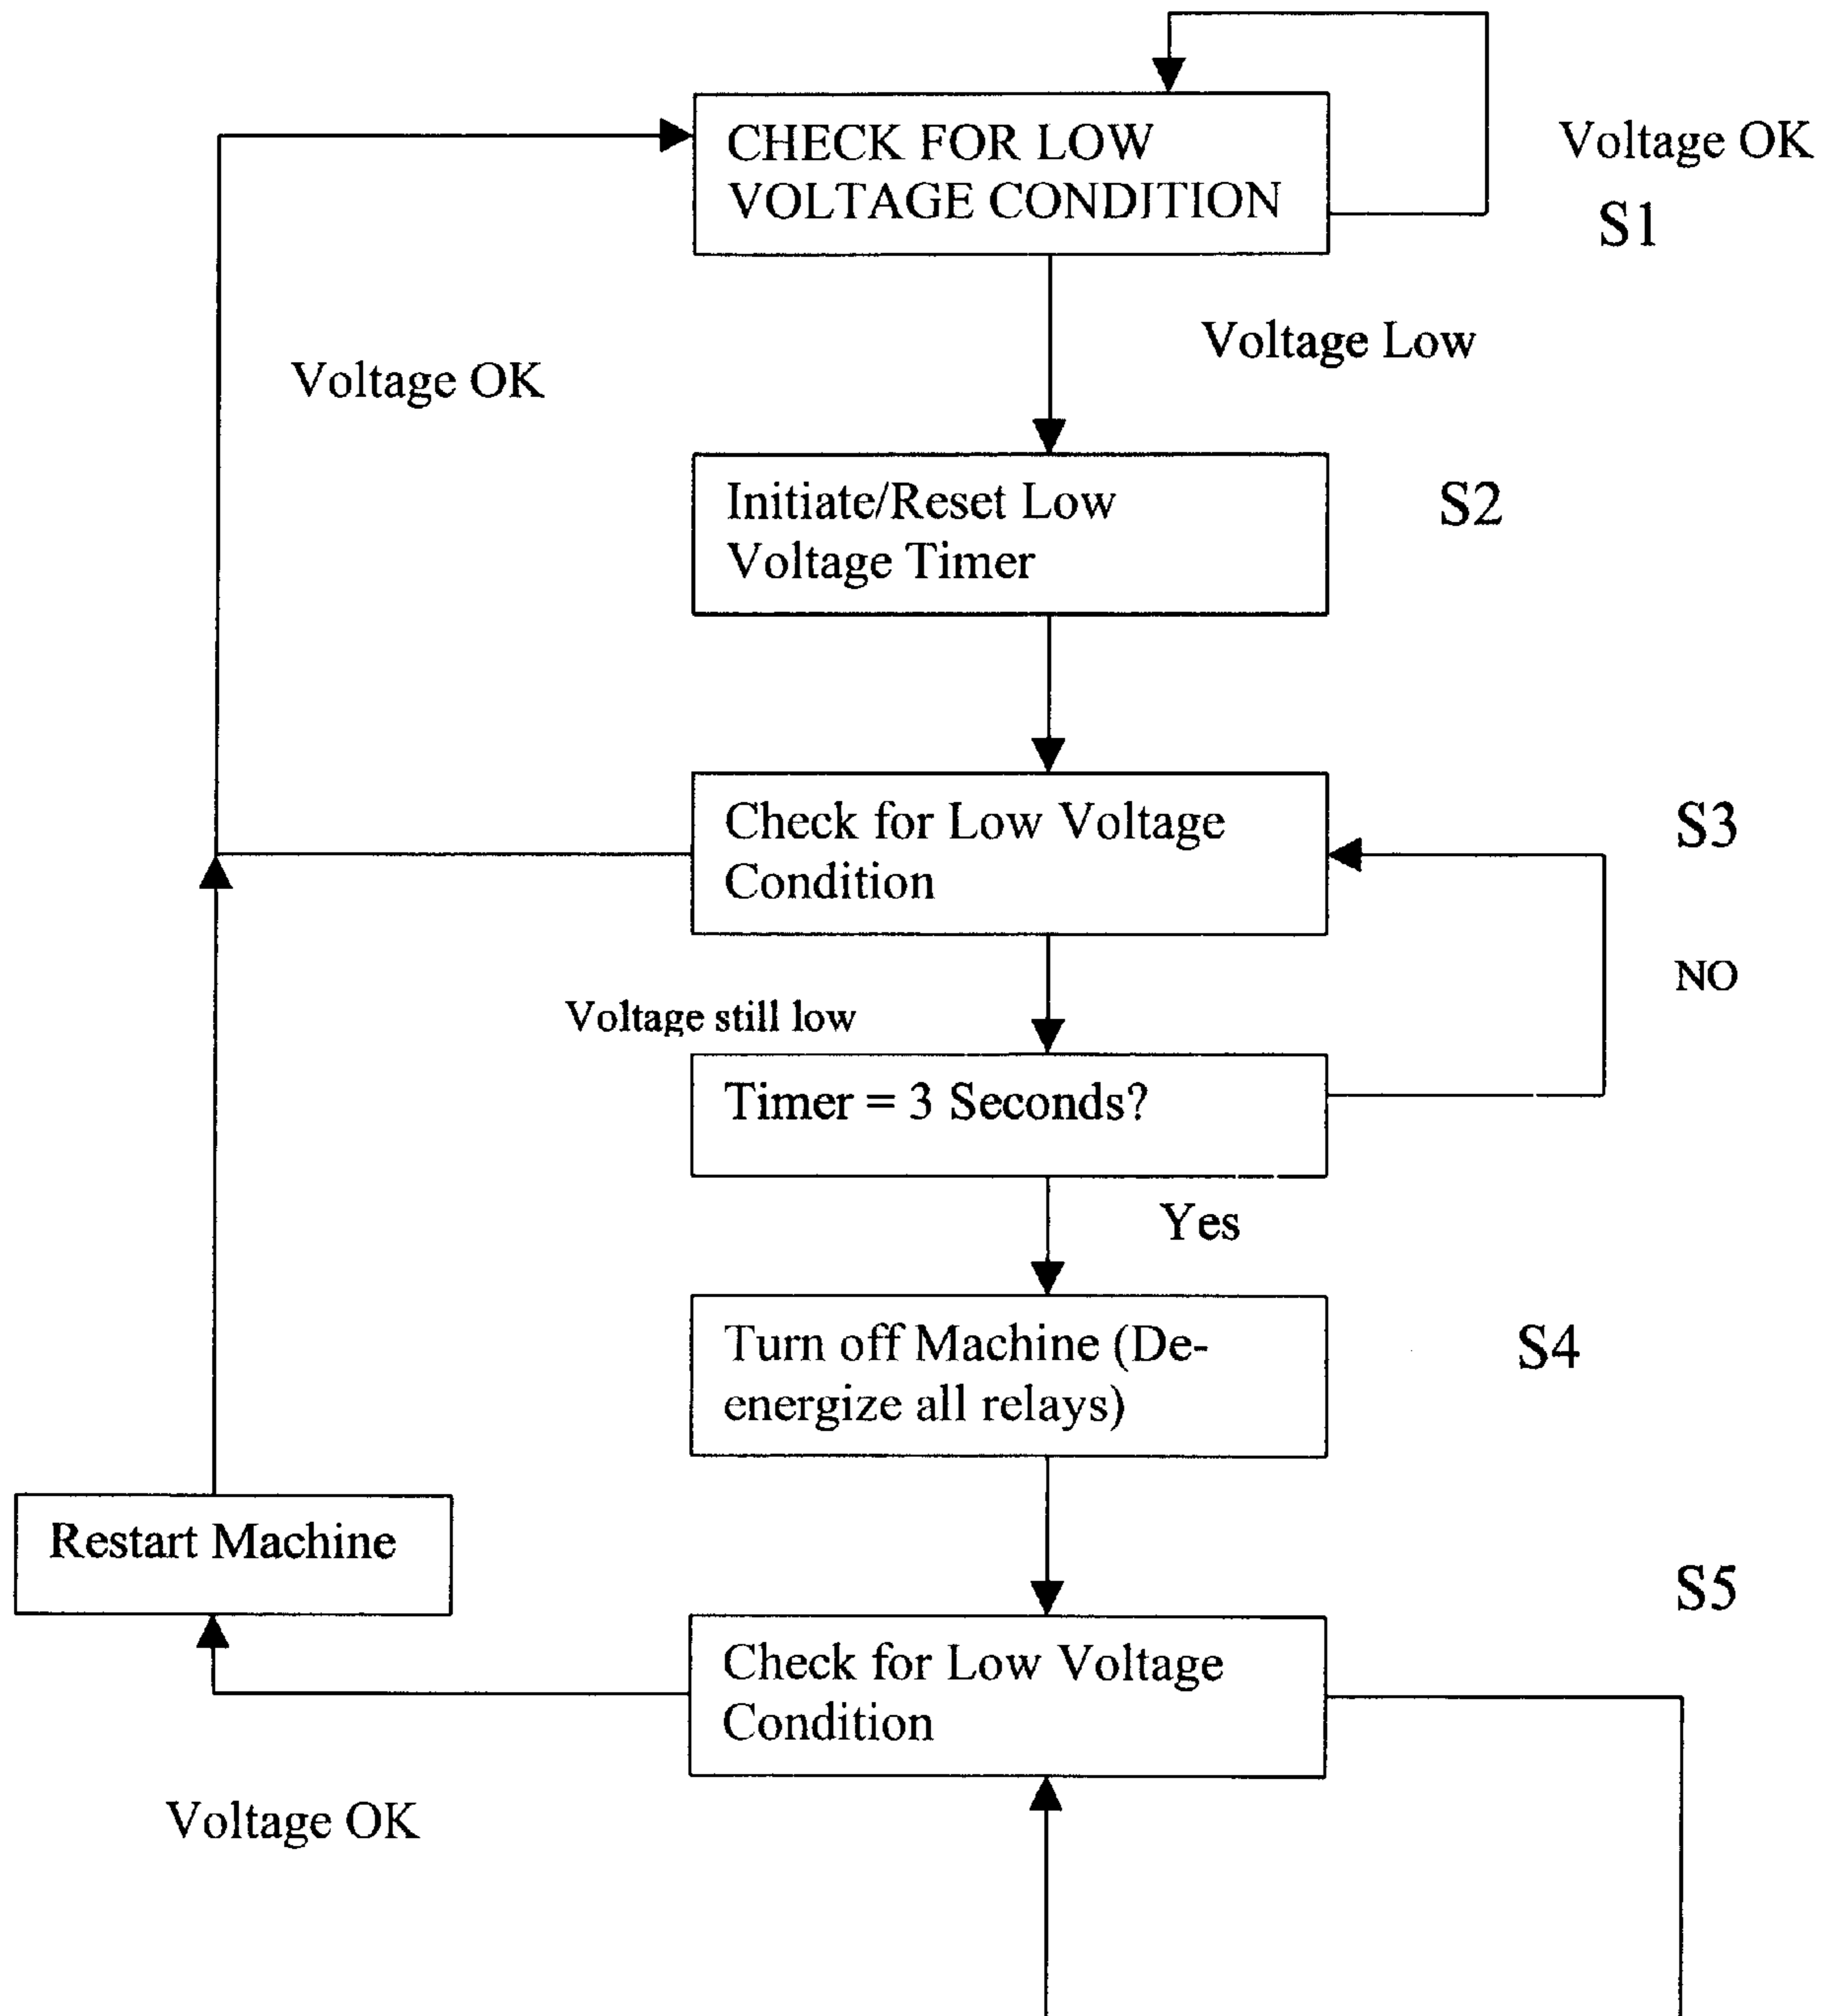 CHECK FOR LOW
VOLTAGE CONDITION
Voltage OK
S1
Voltage Low
Voltage OK
Initiate/Reset Low
Voltage Timer
S2
Check for Low Voltage
Condition
S3
NO
Voltage still low
Timer = 3 Seconds?
Yes
Turn off Machine (De-
energize all relays)
S4
Restart Machine
S5
Check for Low Voltage
Condition
Voltage OK